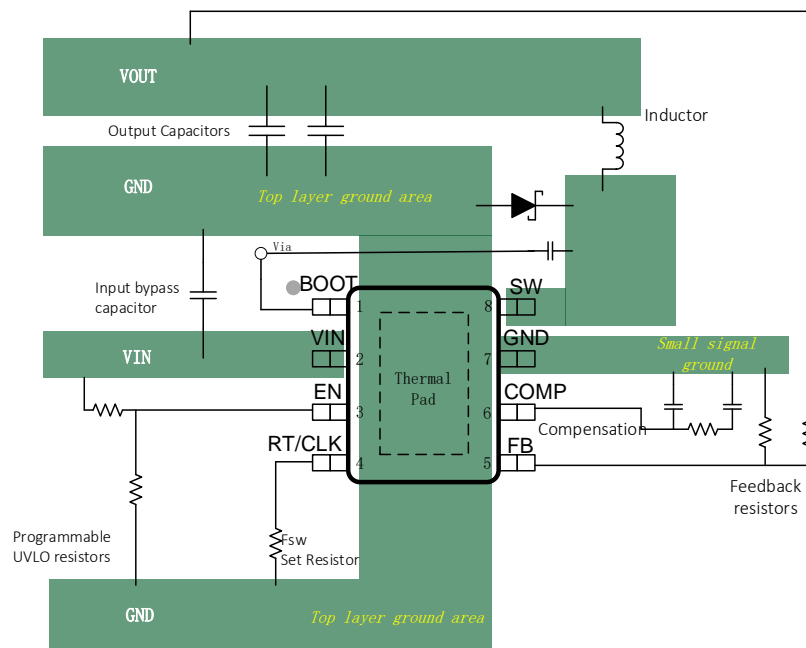 VOUT
Inductor
Output Capacitors
GND
Top layer ground area
Via
BOOT
1
8
SW
Input bypass
capacitor
VIN
VIN
2
7
GND
Small signal
ground
Thermal
Pad
EN
3
6
COMP
Compensation
RT/CLK
4
5
FB
Feedback
resistors
Programmable
UVLO resistors
Fsw
Set Resistor
GND
Top layer ground area